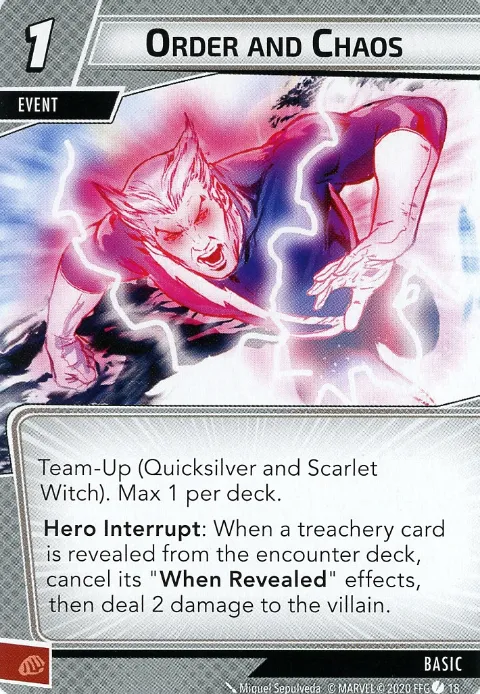 1
ORDER AND CHAOS
EVENT
Team-Up (Quicksilver and Scarlet
Witch). Max 1 per deck.
Hero Interrupt: When a treachery card
is revealed from the encounter deck,
cancel its "When Revealed" effects,
then deal 2 damage to the villain.
BASIC
Miguel Sepulveda © MARVEL © 2020 FFG 18